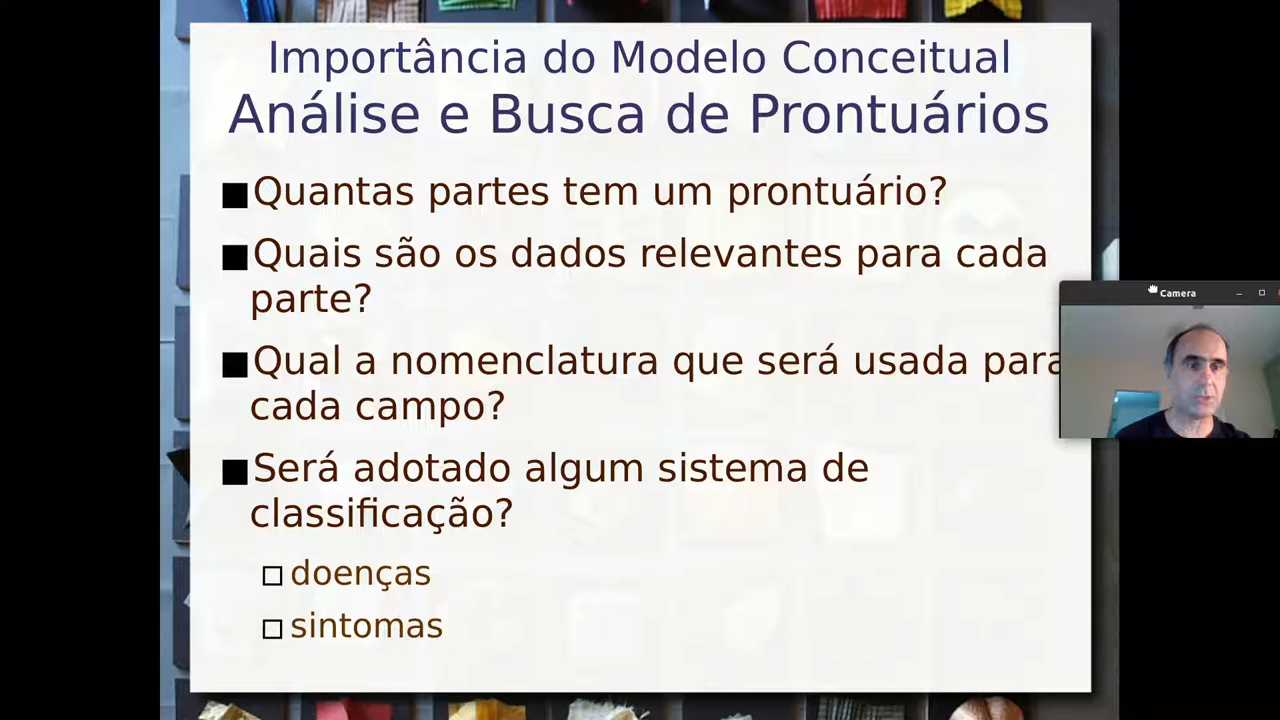 Importância do Modelo Conceitual
Análise e Busca de Prontuários
Quantas partes tem um prontuário?
Quais são os dados relevantes para cada
parte?
Qual a nomenclatura que será usada para
cada campo?
Será adotado algum sistema de
classificação?
doenças
sintomas
Camera